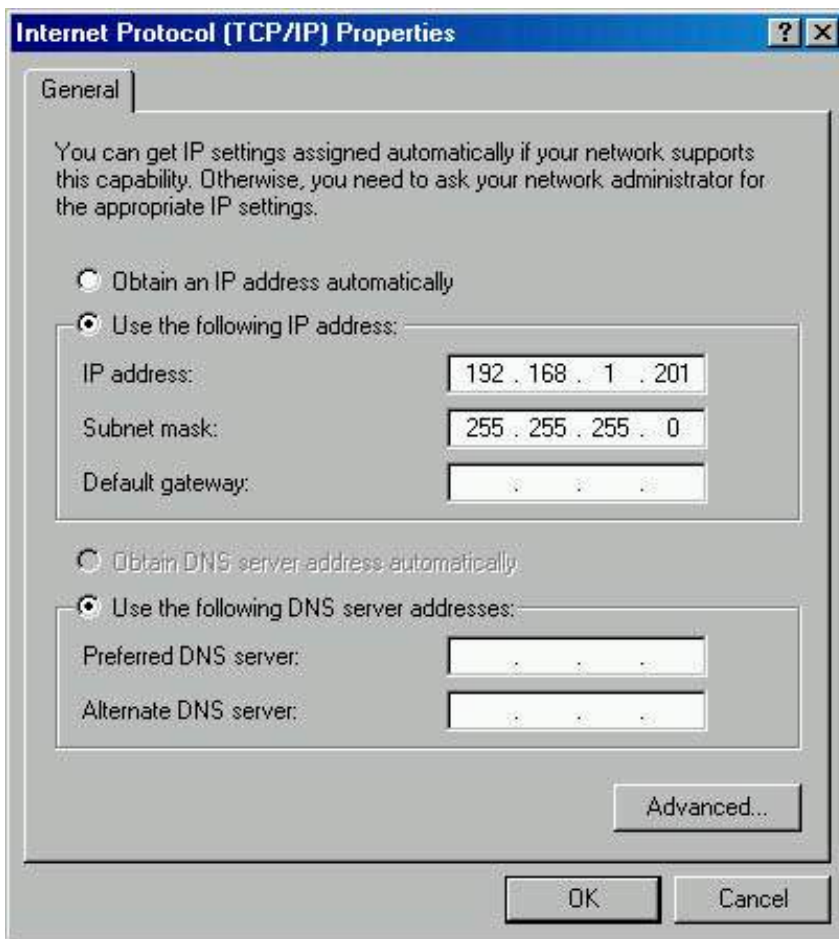 Internet Protocol (TCP/IP) Properties
General
You can get IP settings assigned automatically if your network supports
this capability. Otherwise, you need to ask your network administrator for
the appropriate IP settings.
Obtain an IP address automatically
Use the following IP address:
IP address: 192 . 168 . 1 . 201
Subnet mask: 255 . 255 . 255 . 0
Default gateway: . . .
Obtain DNS server address automatically
Use the following DNS server addresses:
Preferred DNS server: . . .
Alternate DNS server: . . .
Advanced...
OK Cancel